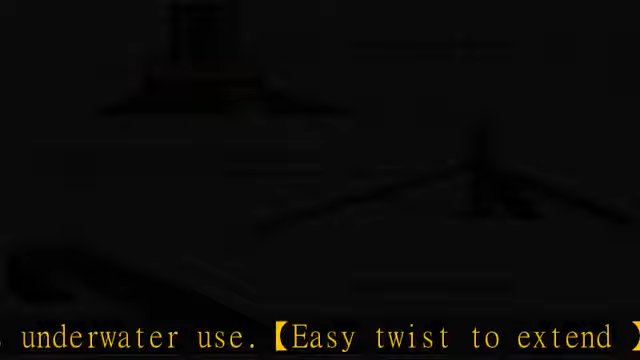 underwater use.【Easy twist to extend 】